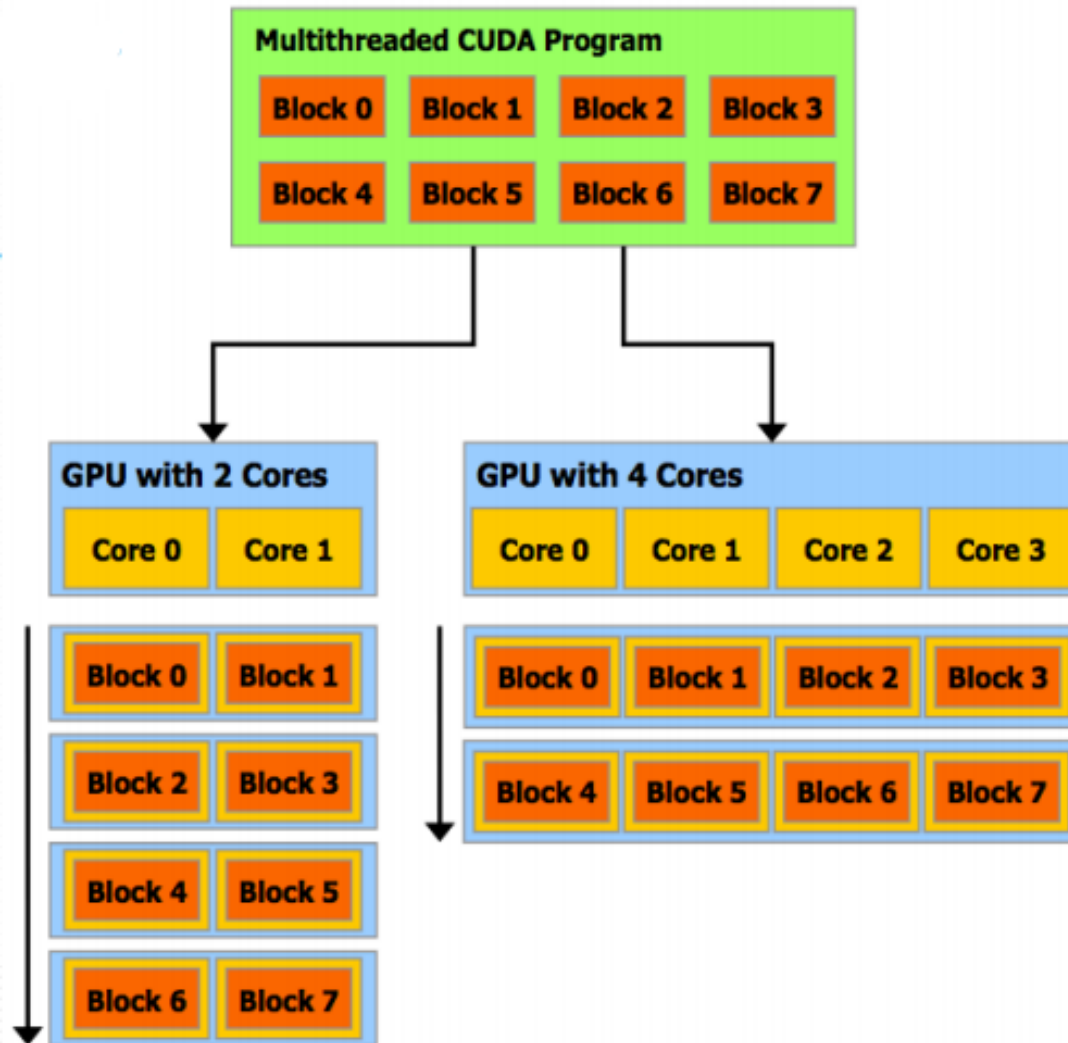 Multithreaded CUDA Program
Block 0 Block 1 Block 2 Block 3
Block 4 Block 5 Block 6 Block 7
GPU with 2 Cores
Core 0 Core 1
Block 0 Block 1
Block 2 Block 3
Block 4 Block 5
Block 6 Block 7
GPU with 4 Cores
Core 0 Core 1 Core 2 Core 3
Block 0 Block 1 Block 2 Block 3
Block 4 Block 5 Block 6 Block 7